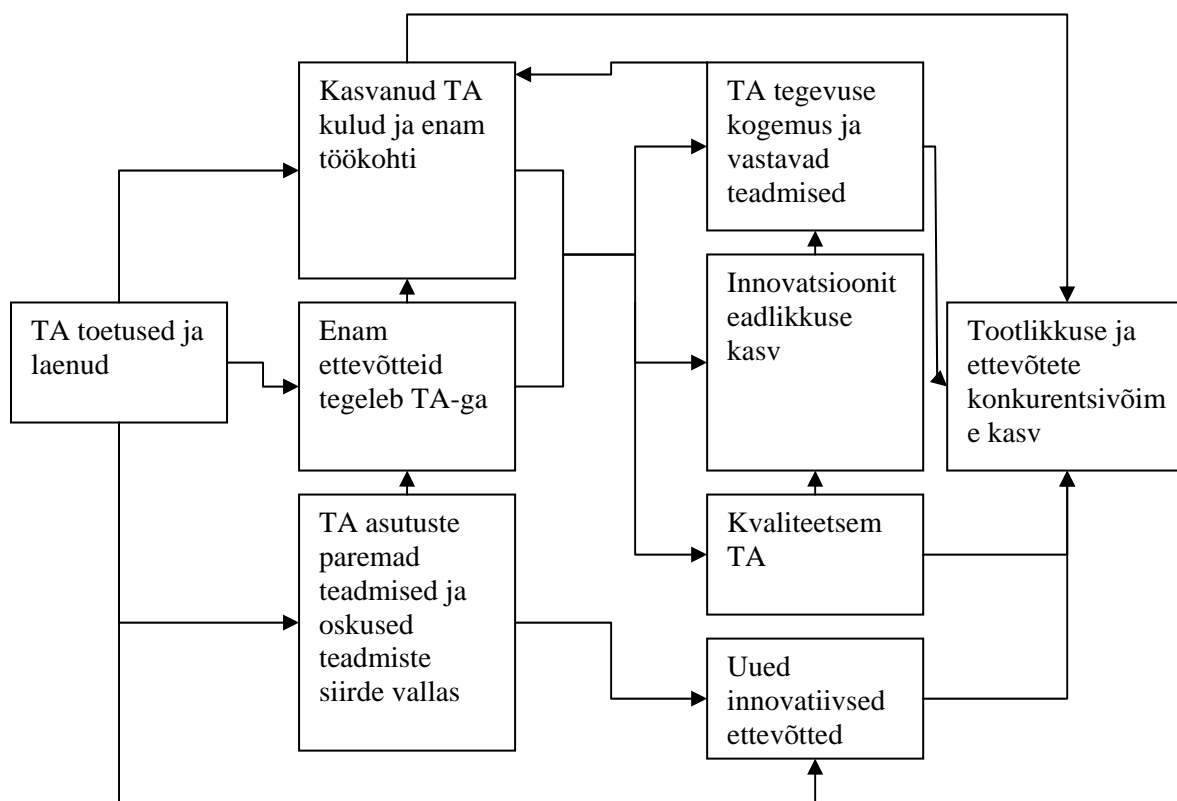 TA toetused ja
laenud
Kasvanud TA
kulud ja enam
töökohti
Enam
ettevõtteid
tegeleb TA-ga
TA asutuste
paremad
teadmised ja
oskused
teadmiste
siirde vallas
TA tegevuse
kogemus ja
vastavad
teadmised
Innovatsioonit
eadlikkuse
kasv
Kvaliteetsem
TA
Uued
innovatiivsed
ettevõtted
Tootlikkuse ja
ettevõtete
konkurentsivõim
e kasv